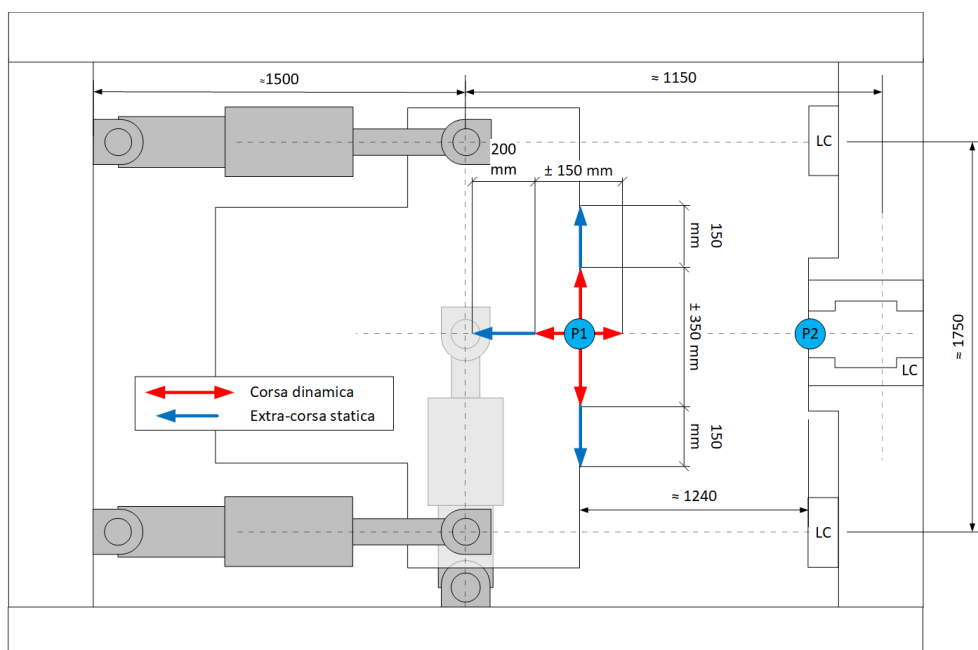 ≈1500
≈ 1150
200
mm
± 150 mm
LC
150
mm
± 350 mm
≈ 1750
P1
P2
LC
Corsa dinamica
Extra-corsa statica
150
mm
≈ 1240
LC